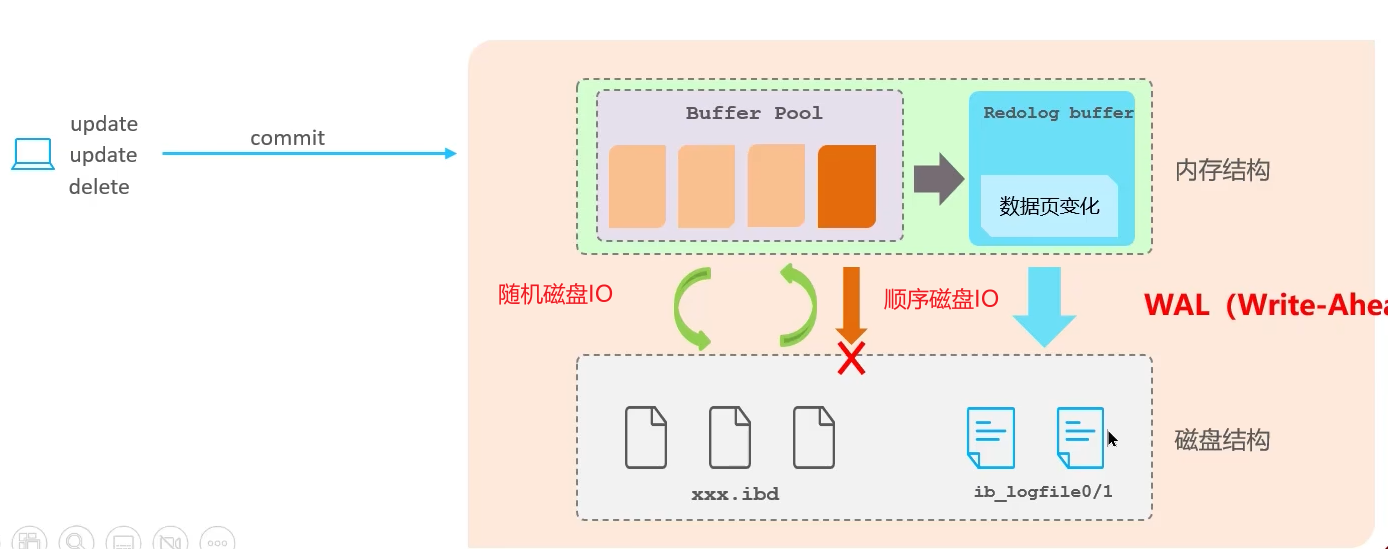 update
update
delete
commit
Buffer Pool
Redolog buffer
数据页变化
内存结构
随机磁盘IO
顺序磁盘IO
WAL（Write-Ahea
xxx.ibd
ib_logfile0/1
磁盘结构